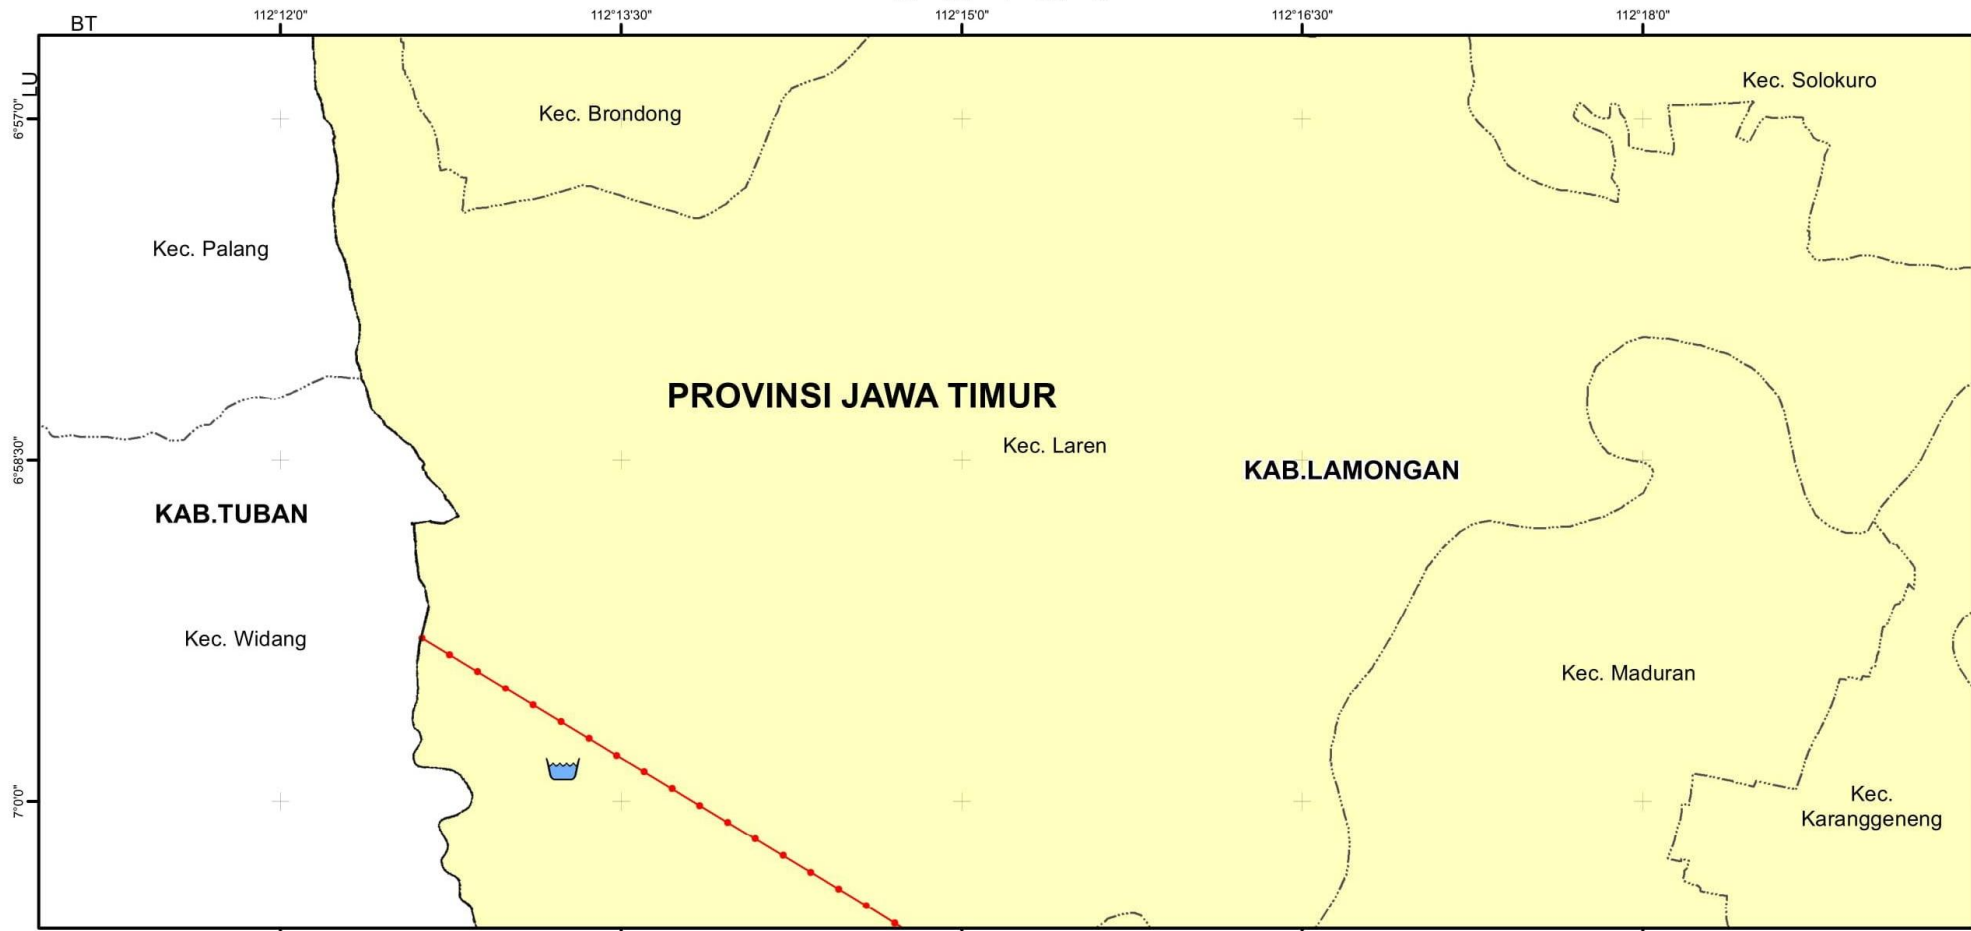 112°12'0"
112°13'30"
112°15'0"
112°16'30"
112°18'0"
BT
LU
6°57'0"
Kec. Solokuro
Kec. Brondong
Kec. Palang
PROVINSI JAWA TIMUR
Kec. Laren
6°58'30"
KAB.LAMONGAN
KAB.TUBAN
Kec. Widang
Kec. Maduran
7°0'0"
Kec.
Karanggeneng